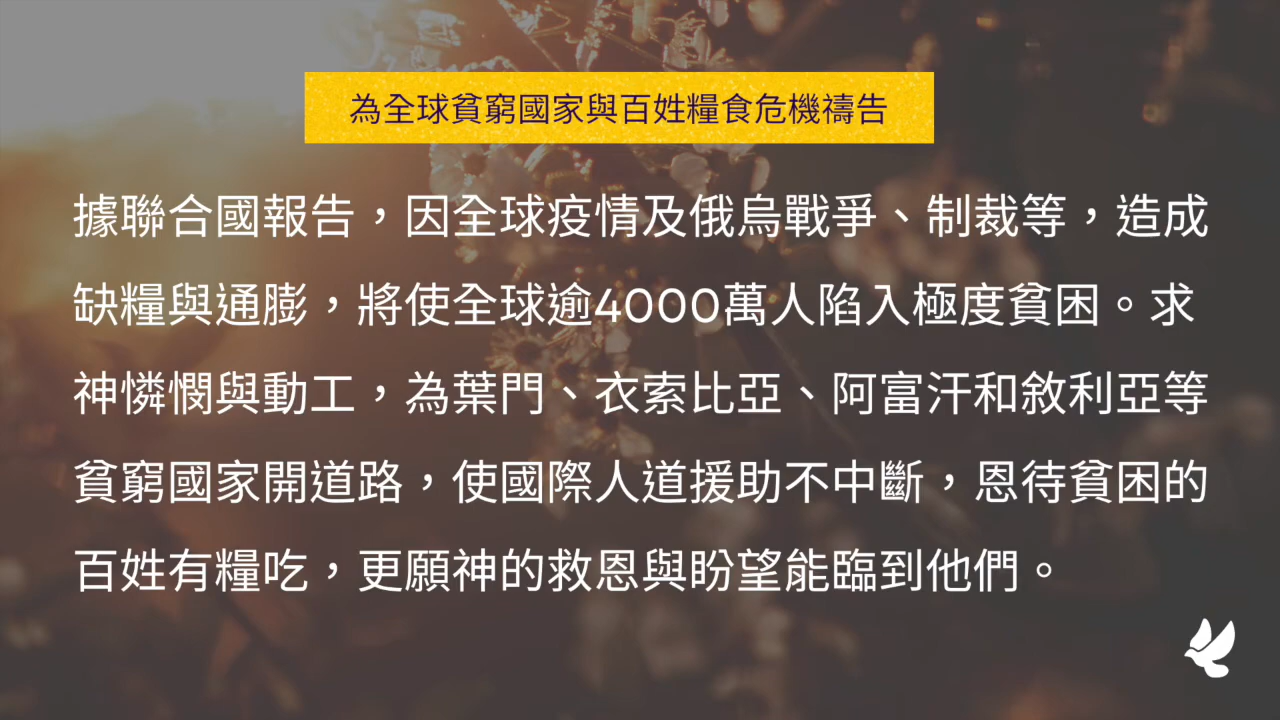 為全球貧窮國家與百姓糧食危機禱告
據聯合國報告，因全球疫情及俄烏戰爭、制裁等，造成
缺糧與通膨，將使全球逾4000萬人陷入極度貧困。求
神憐憫與動工，為葉門、衣索比亞、阿富汗和敘利亞等
貧窮國家開道路，使國際人道援助不中斷，恩待貧困的
百姓有糧吃，更願神的救恩與盼望能臨到他們。